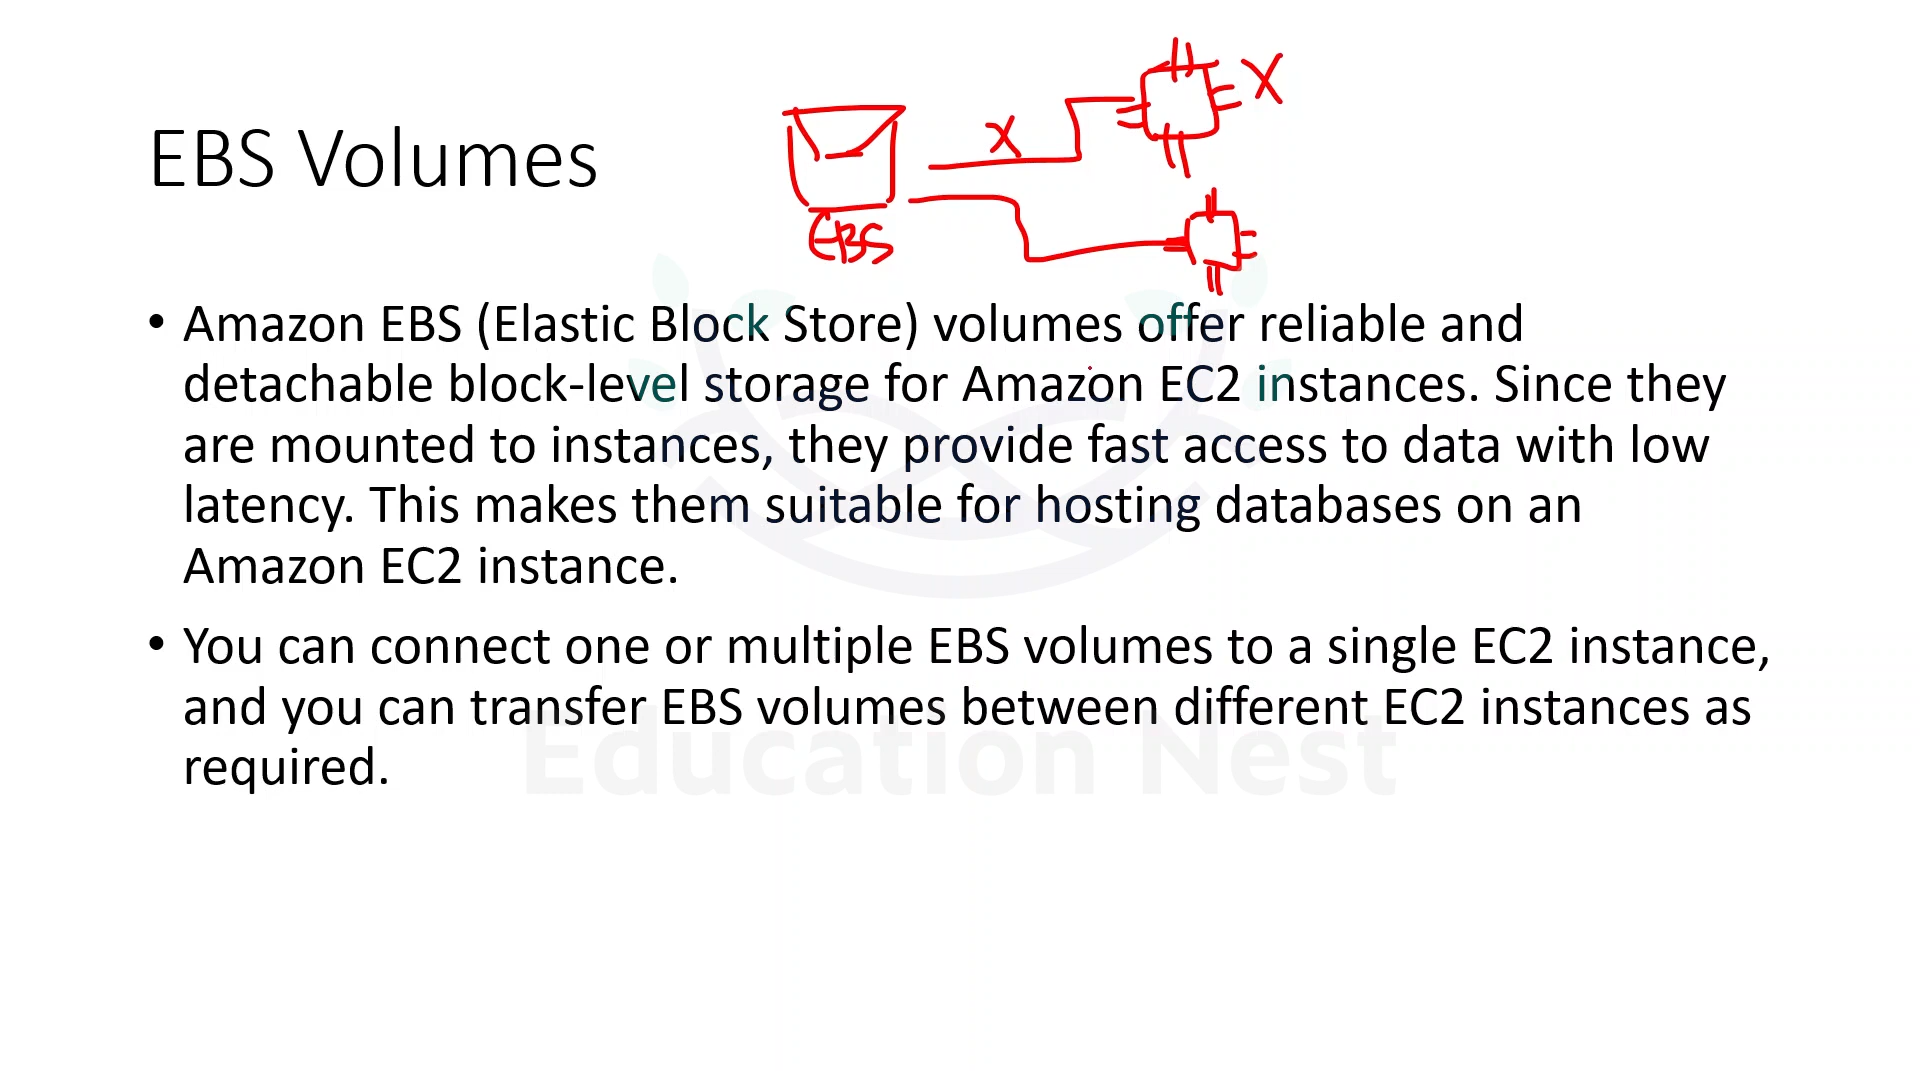 X
X
EBS Volumes
EBS
• Amazon EBS (Elastic Block Store) volumes offer reliable and
detachable block-level storage for Amazon EC2 instances. Since they
are mounted to instances, they provide fast access to data with low
latency. This makes them suitable for hosting databases on an
Amazon EC2 instance.
• You can connect one or multiple EBS volumes to a single EC2 instance,
and you can transfer EBS volumes between different EC2 instances as
required.
Education Nest